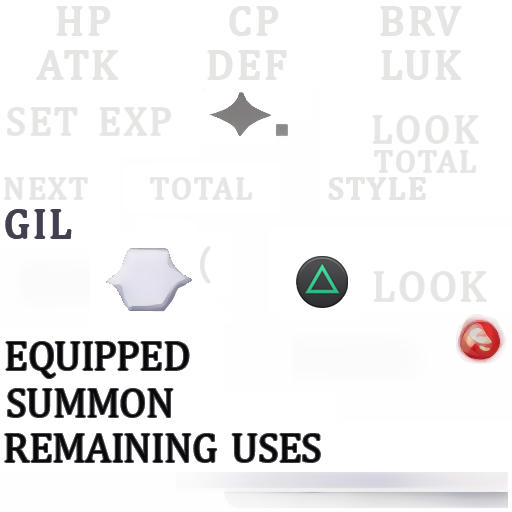 HP CP BRV
ATK DEF LUK
SET EXP
LOOK
TOTAL
NEXT TOTAL STYLE
GIL
( LOOK
EQUIPPED
SUMMON
REMAINING USES